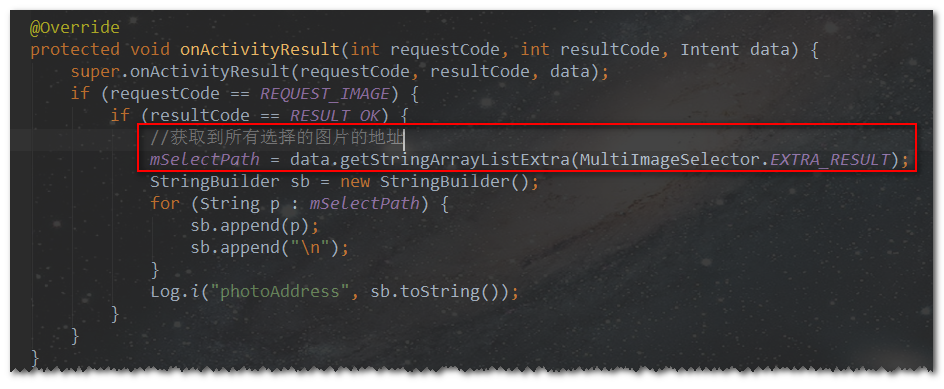 @Override
protected void onActivityResult(int requestCode, int resultCode, Intent data) {
super.onActivityResult(requestCode, resultCode, data);
if (requestCode == REQUEST_IMAGE) {
if (resultCode == RESULT_OK) {
//获取到所有选择的图片的地址
mSelectPath = data.getStringArrayListExtra(MultiImageSelector.EXTRA_RESULT);
StringBuilder sb = new StringBuilder();
for (String p : mSelectPath) {
sb.append(p);
sb.append("\n");
}
Log.i("photoAddress", sb.toString());
}
}
}